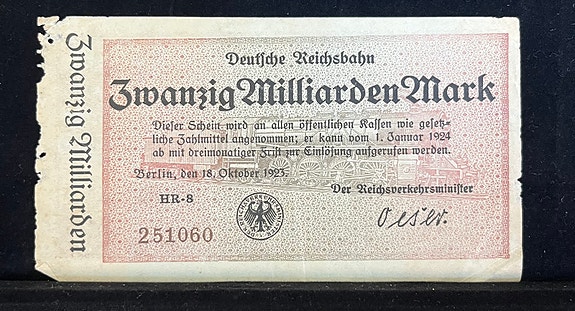 Zwanzig Milliarden
Deutsche Reichsbahn
Zwanzig Milliarden Mark
Dieser Schein wird an allen öffentlichen Kassen wie gesetz-
liche Zahlmittel angenommen; er kann vom 1. Januar 1924
ab mit dreimonatiger Frist zur Einlösung aufgerufen werden.
Berlin, den 18. Oktober 1923.
Der Reichsverkehrsminister
HR-8
Oeser.
251060